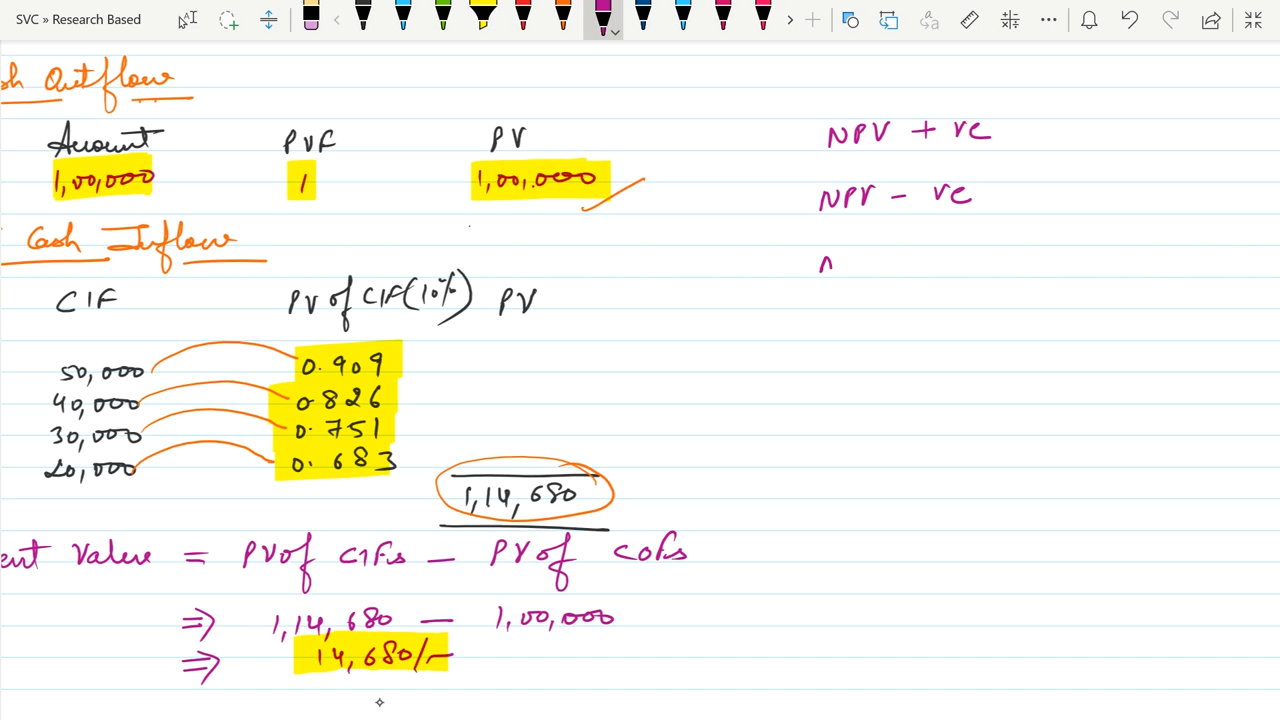 SVC » Research Based
sh Outflow
Amount PVF PV
1,00,000 1 1,00,000
Cash Inflow
CIF PV of CIF (10%) PV
50,000 0.909
40,000 0.826
30,000 0.751
20,000 0.683
1,14,680
ent Value = PV of CIFs – PV of COFs
⇒ 1,14,680 – 1,00,000
⇒ 14,680/-
NPV + ve
NPV - ve